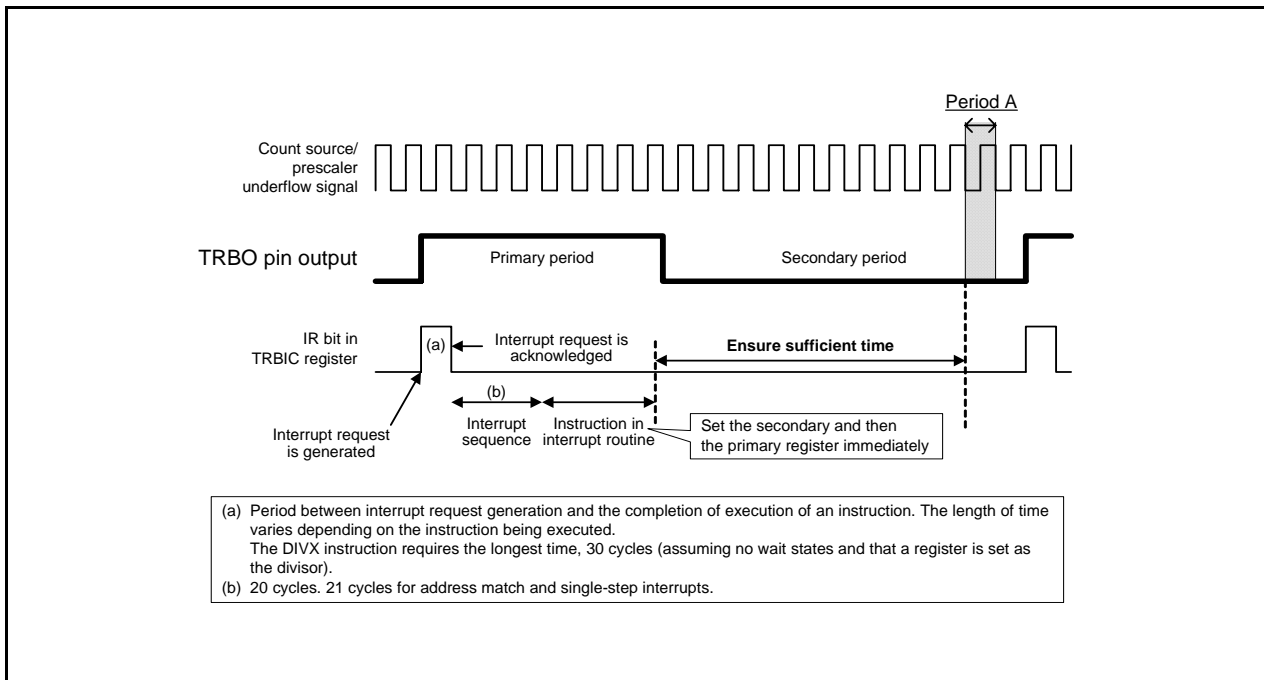 Period A
Count source/
prescaler
underflow signal
TRBO pin output
Primary period
Secondary period
IR bit in
TRBIC register
(a)
Interrupt request is
acknowledged
Ensure sufficient time
(b)
Interrupt
sequence
Instruction in
interrupt routine
Set the secondary and then
the primary register immediately
Interrupt request
is generated
(a) Period between interrupt request generation and the completion of execution of an instruction. The length of time
varies depending on the instruction being executed.
The DIVX instruction requires the longest time, 30 cycles (assuming no wait states and that a register is set as
the divisor).
(b) 20 cycles. 21 cycles for address match and single-step interrupts.